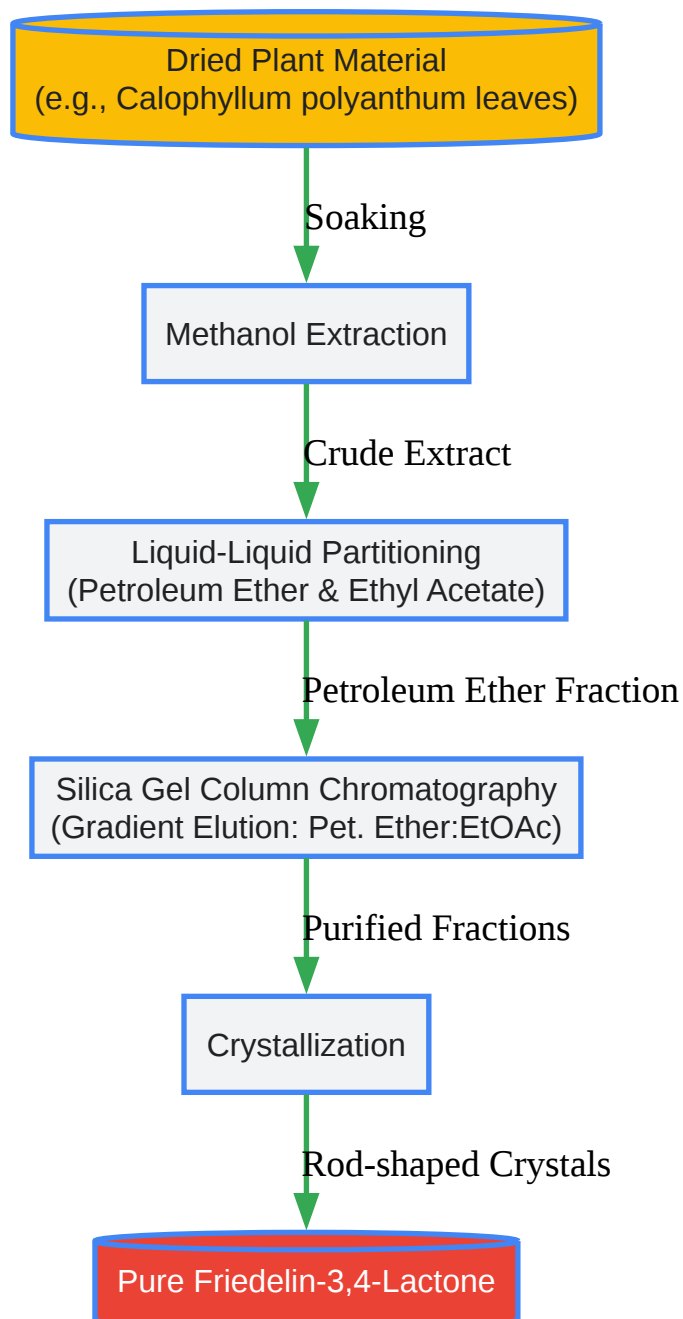 Dried Plant Material
(e.g., Calophyllum polyanthum leaves)
Soaking
Methanol Extraction
Crude Extract
Liquid-Liquid Partitioning
(Petroleum Ether & Ethyl Acetate)
Petroleum Ether Fraction
Silica Gel Column Chromatography
(Gradient Elution: Pet. Ether:EtOAc)
Purified Fractions
Crystallization
Rod-shaped Crystals
Pure Friedelin-3,4-Lactone